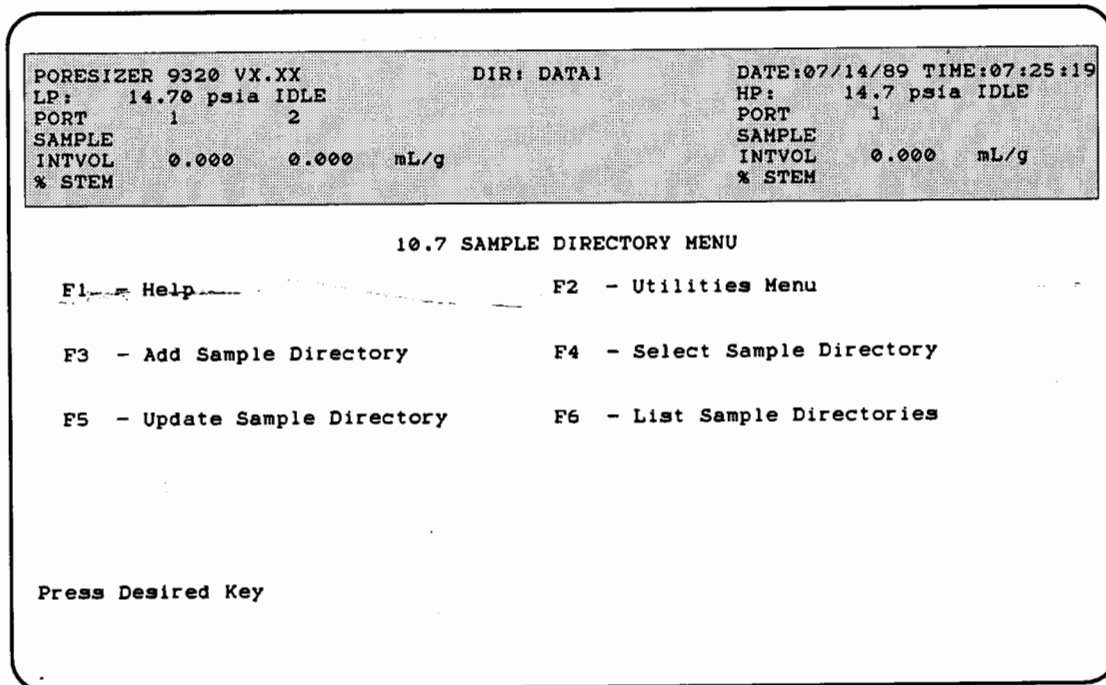 PORESIZER 9320 VX.XX DIR: DATA1 DATE:07/14/89 TIME:07:25:19
LP: 14.70 psia IDLE HP: 14.7 psia IDLE
PORT 1 2 PORT 1
SAMPLE SAMPLE
INTVOL 0.000 0.000 mL/g INTVOL 0.000 mL/g
% STEM % STEM
10.7 SAMPLE DIRECTORY MENU
F1 - Help F2 - Utilities Menu
F3 - Add Sample Directory F4 - Select Sample Directory
F5 - Update Sample Directory F6 - List Sample Directories
Press Desired Key